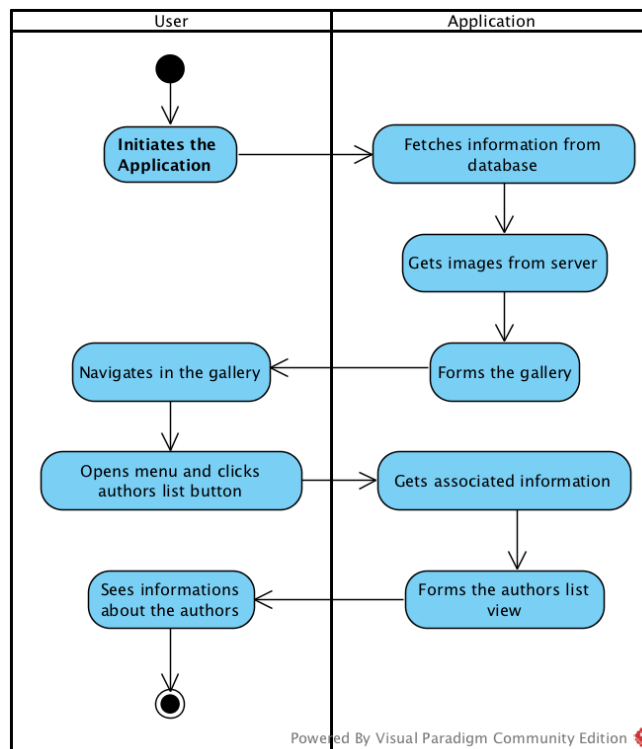 User
Application
Initiates the
Application
Fetches information from
database
Gets images from server
Navigates in the gallery
Forms the gallery
Opens menu and clicks
authors list button
Gets associated information
Sees informations
about the authors
Forms the authors list
view
Powered By Visual Paradigm Community Edition